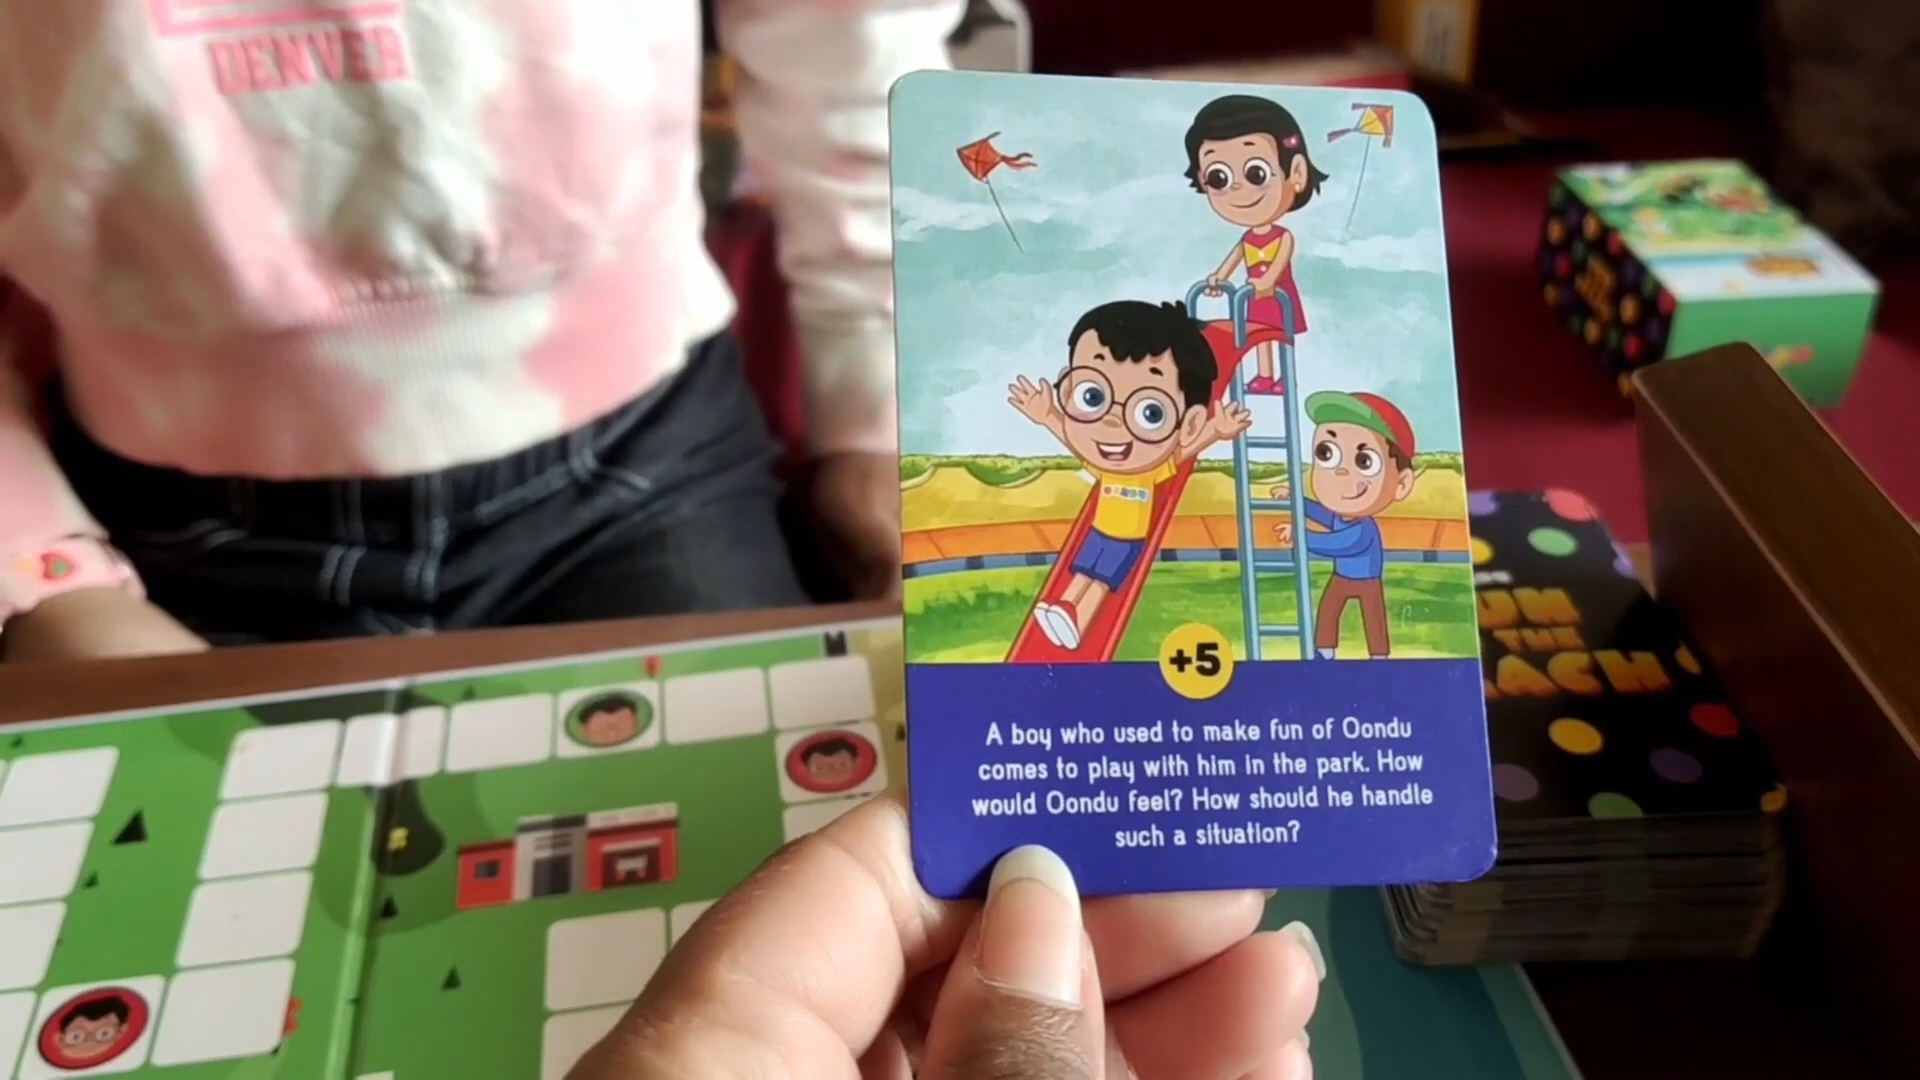 DENVER
+5
A boy who used to make fun of Oondu
comes to play with him in the park. How
would Oondu feel? How should he handle
such a situation?
THE